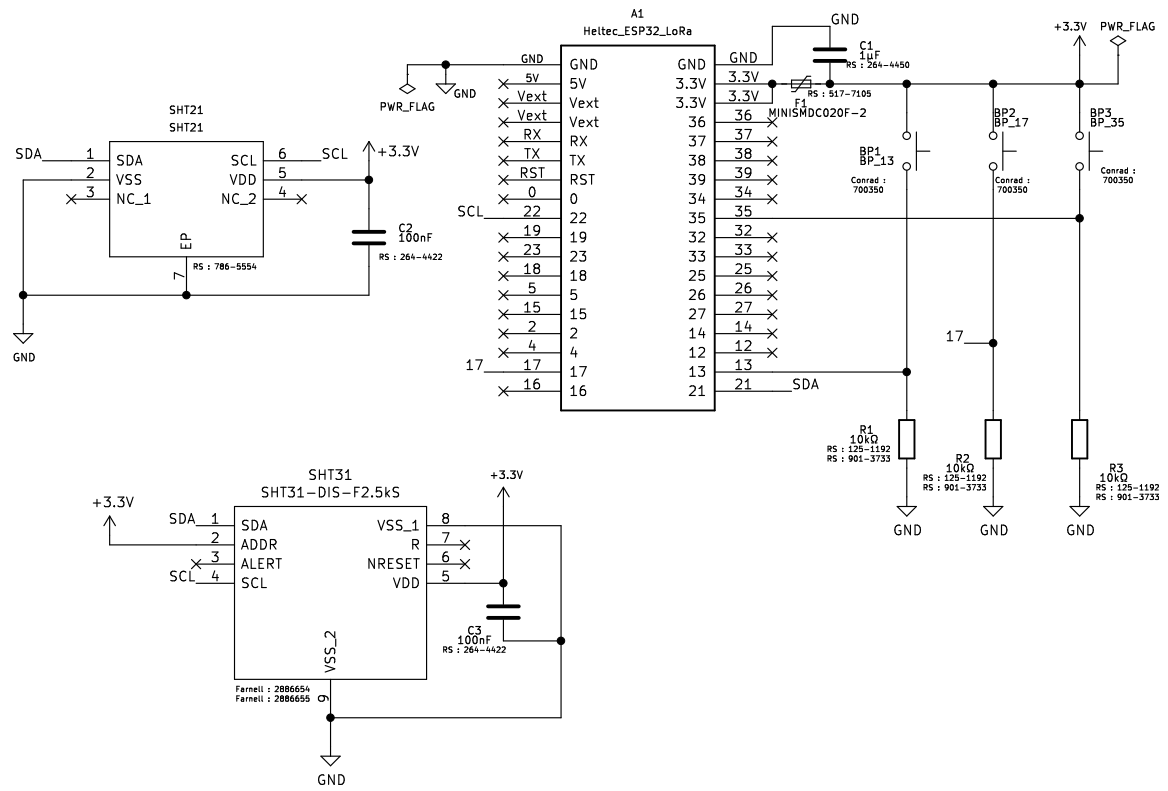 A1
Heltec_ESP32_LoRa
GND
C1
1µF
RS : 264-4450
+3.3V
PWR_FLAG
GND GND GND GND
5V 5V 3.3V 3.3V
Vext Vext 3.3V 3.3V
Vext Vext 36 36
RX RX 37 37
TX TX 38 38
RST RST 39 39
0 0 34 34
SCL 22 22 35 35
19 19 32 32
23 23 33 33
18 18 25 25
5 5 26 26
15 15 27 27
2 2 14 14
4 4 12 12
17 17 17 13 13
16 16 21 21 SDA
PWR_FLAG
GND
RS : 517-7105
F1
MINISMDC020F-2
BP1
BP_13
Conrad :
700350
BP2
BP_17
Conrad :
700350
BP3
BP_35
Conrad :
700350
17
R1
10kΩ
RS : 125-1192
RS : 901-3733
GND
R2
10kΩ
RS : 125-1192
RS : 901-3733
GND
R3
10kΩ
RS : 125-1192
RS : 901-3733
GND
SHT21
SHT21
+3.3V
SDA 1 SDA SCL 6 SCL
2 VSS VDD 5
3 NC_1 NC_2 4
EP
7
RS : 786-5554
C2
100nF
RS : 264-4422
GND
SHT31
SHT31-DIS-F2.5kS
+3.3V
+3.3V
SDA 1 SDA VSS_1 8
2 ADDR R 7
3 ALERT NRESET 6
SCL 4 SCL VDD 5
C3
100nF
RS : 264-4422
VSS_2
9
Farnell : 2886654
Farnell : 2886655
GND